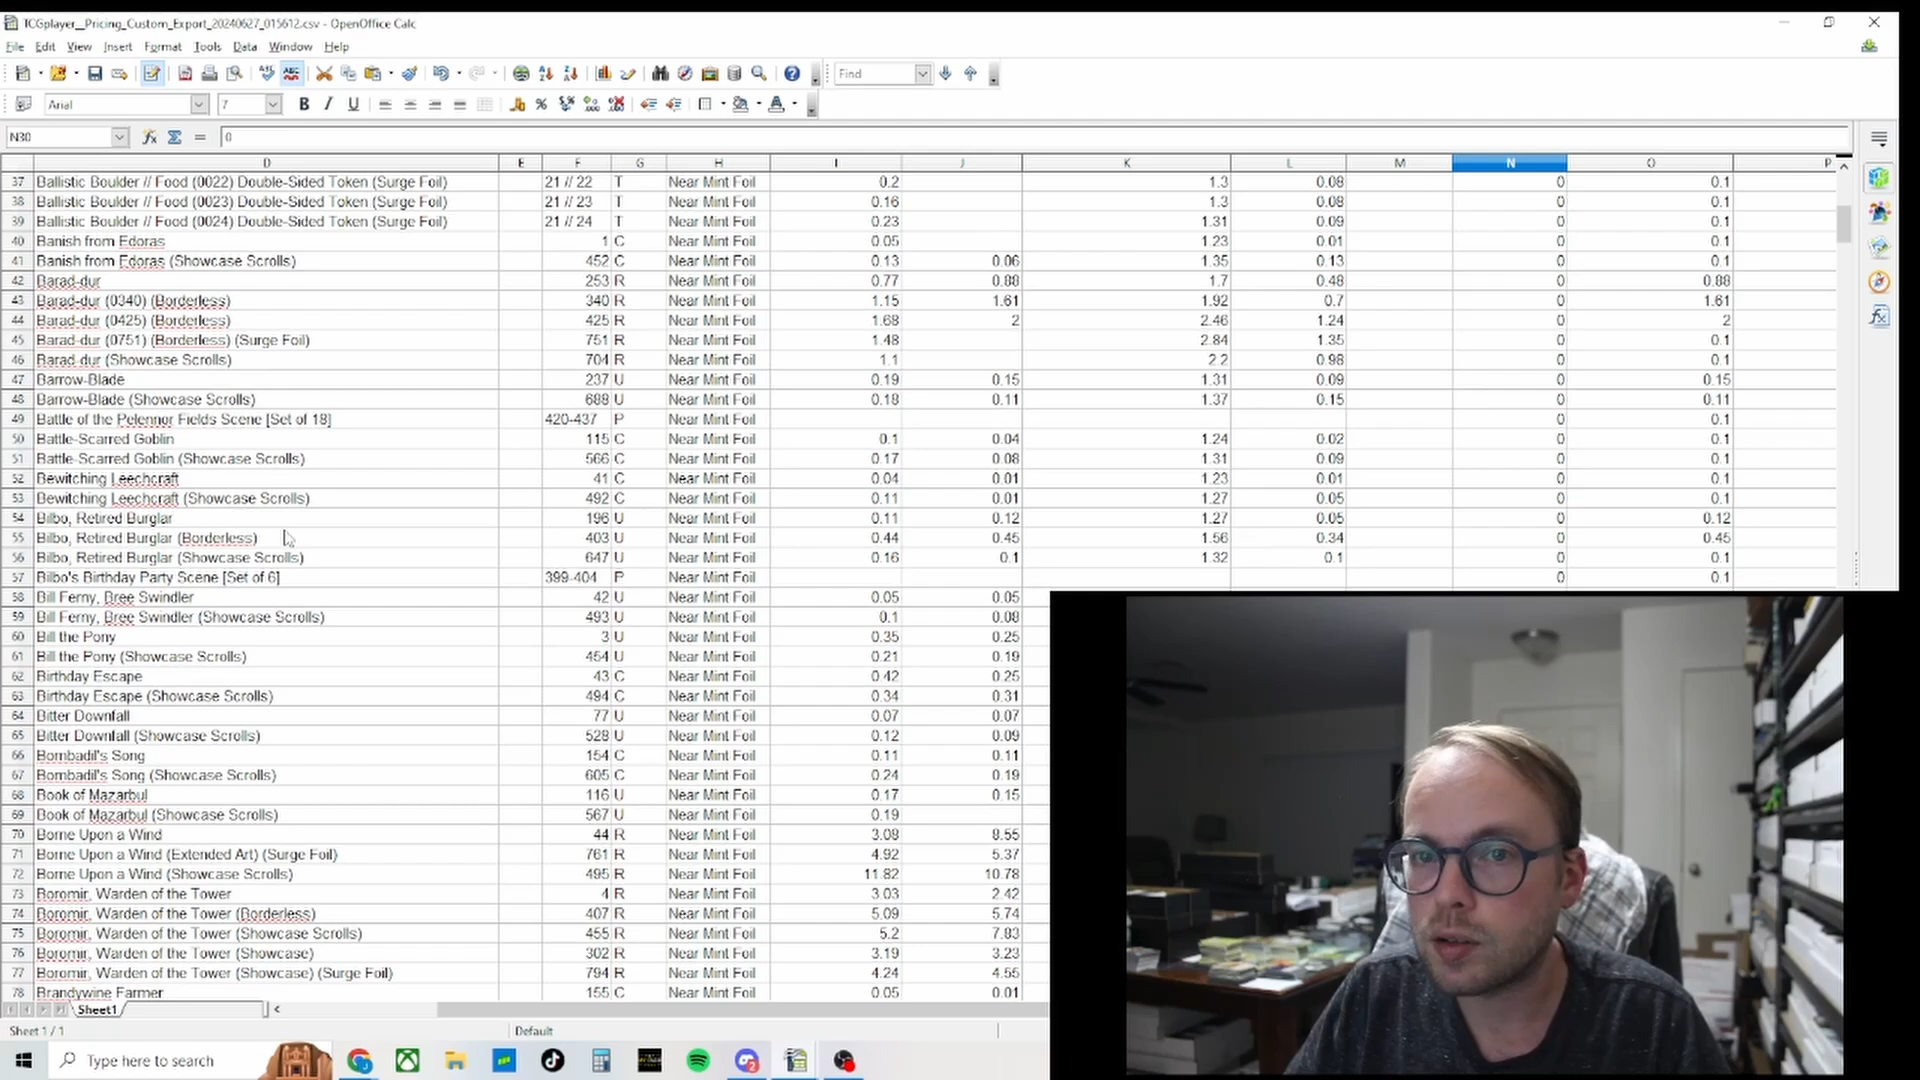 TCGplayer__Pricing_Custom_Export_20240627_015612.csv - OpenOffice Calc
File Edit View Insert Format Tools Data Window Help
Find
Arial 7
N30 0
D E F G H I J K L M N O P
37 Ballistic Boulder // Food (0022) Double-Sided Token (Surge Foil) 21 // 22 T Near Mint Foil 0.2 1.3 0.08 0 0.1
38 Ballistic Boulder // Food (0023) Double-Sided Token (Surge Foil) 21 // 23 T Near Mint Foil 0.16 1.3 0.08 0 0.1
39 Ballistic Boulder // Food (0024) Double-Sided Token (Surge Foil) 21 // 24 T Near Mint Foil 0.23 1.31 0.09 0 0.1
40 Banish from Edoras 1 C Near Mint Foil 0.05 1.23 0.01 0 0.1
41 Banish from Edoras (Showcase Scrolls) 452 C Near Mint Foil 0.13 0.06 1.35 0.13 0 0.1
42 Barad-dur 253 R Near Mint Foil 0.77 0.88 1.7 0.48 0 0.88
43 Barad-dur (0340) (Borderless) 340 R Near Mint Foil 1.15 1.61 1.92 0.7 0 1.61
44 Barad-dur (0425) (Borderless) 425 R Near Mint Foil 1.68 2 2.46 1.24 0 2
45 Barad-dur (0751) (Borderless) (Surge Foil) 751 R Near Mint Foil 1.48 2.84 1.35 0 0.1
46 Barad-dur (Showcase Scrolls) 704 R Near Mint Foil 1.1 2.2 0.98 0 0.1
47 Barrow-Blade 237 U Near Mint Foil 0.19 0.15 1.31 0.09 0 0.15
48 Barrow-Blade (Showcase Scrolls) 688 U Near Mint Foil 0.18 0.11 1.37 0.15 0 0.11
49 Battle of the Pelennor Fields Scene [Set of 18] 420-437 P Near Mint Foil 0 0.1
50 Battle-Scarred Goblin 115 C Near Mint Foil 0.1 0.04 1.24 0.02 0 0.1
51 Battle-Scarred Goblin (Showcase Scrolls) 566 C Near Mint Foil 0.17 0.08 1.31 0.09 0 0.1
52 Bewitching Leechcraft 41 C Near Mint Foil 0.04 0.01 1.23 0.01 0 0.1
53 Bewitching Leechcraft (Showcase Scrolls) 492 C Near Mint Foil 0.11 0.01 1.27 0.05 0 0.1
54 Bilbo, Retired Burglar 196 U Near Mint Foil 0.11 0.12 1.27 0.05 0 0.12
55 Bilbo, Retired Burglar (Borderless) 403 U Near Mint Foil 0.44 0.45 1.56 0.34 0 0.45
56 Bilbo, Retired Burglar (Showcase Scrolls) 647 U Near Mint Foil 0.16 0.1 1.32 0.1 0 0.1
57 Bilbo's Birthday Party Scene [Set of 6] 399-404 P Near Mint Foil 0 0.1
58 Bill Ferny, Bree Swindler 42 U Near Mint Foil 0.05 0.05
59 Bill Ferny, Bree Swindler (Showcase Scrolls) 493 U Near Mint Foil 0.1 0.08
60 Bill the Pony 3 U Near Mint Foil 0.35 0.25
61 Bill the Pony (Showcase Scrolls) 454 U Near Mint Foil 0.21 0.19
62 Birthday Escape 43 C Near Mint Foil 0.42 0.25
63 Birthday Escape (Showcase Scrolls) 494 C Near Mint Foil 0.34 0.31
64 Bitter Downfall 77 U Near Mint Foil 0.07 0.07
65 Bitter Downfall (Showcase Scrolls) 528 U Near Mint Foil 0.12 0.09
66 Bombadil's Song 154 C Near Mint Foil 0.11 0.11
67 Bombadil's Song (Showcase Scrolls) 605 C Near Mint Foil 0.24 0.19
68 Book of Mazarbul 116 U Near Mint Foil 0.17 0.15
69 Book of Mazarbul (Showcase Scrolls) 567 U Near Mint Foil 0.19
70 Borne Upon a Wind 44 R Near Mint Foil 3.08 8.55
71 Borne Upon a Wind (Extended Art) (Surge Foil) 761 R Near Mint Foil 4.92 5.37
72 Borne Upon a Wind (Showcase Scrolls) 495 R Near Mint Foil 11.82 10.78
73 Boromir, Warden of the Tower 4 R Near Mint Foil 3.03 2.42
74 Boromir, Warden of the Tower (Borderless) 407 R Near Mint Foil 5.09 5.74
75 Boromir, Warden of the Tower (Showcase Scrolls) 455 R Near Mint Foil 5.2 7.83
76 Boromir, Warden of the Tower (Showcase) 302 R Near Mint Foil 3.19 3.23
77 Boromir, Warden of the Tower (Showcase) (Surge Foil) 794 R Near Mint Foil 4.24 4.55
78 Brandywine Farmer 155 C Near Mint Foil 0.05 0.01
Sheet1
Sheet 1 / 1 Default
Type here to search